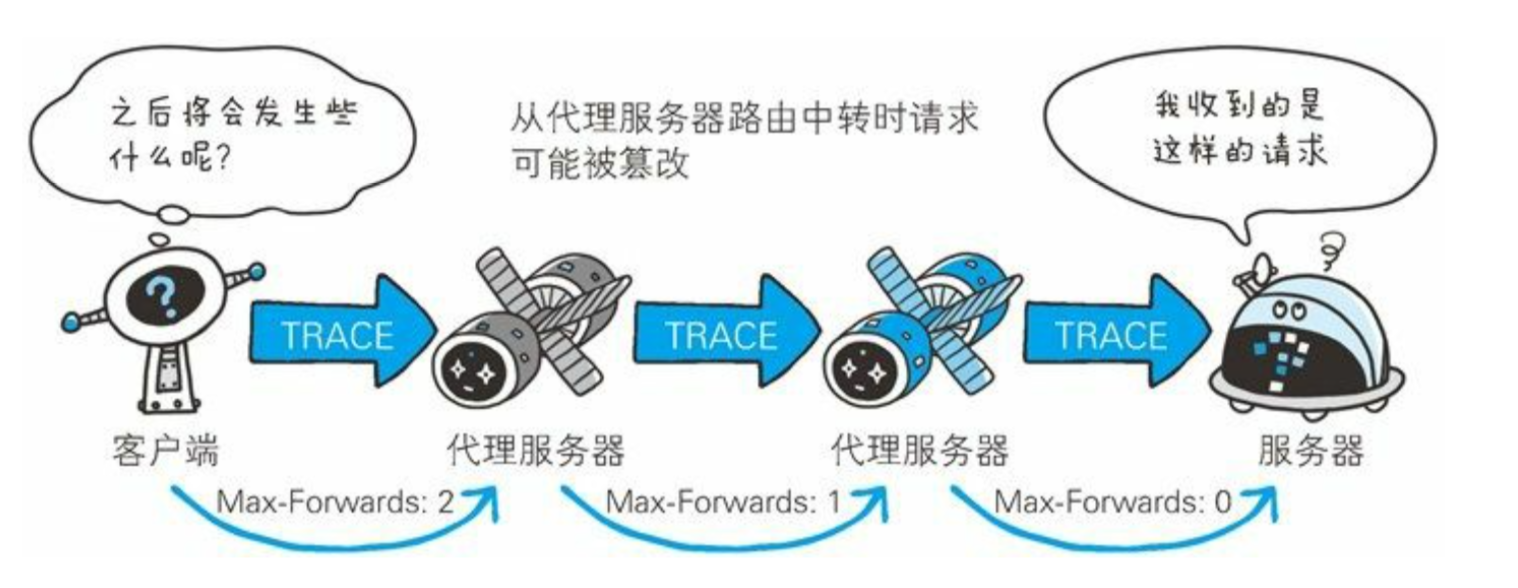 之后将会发生些
什么呢?
从代理服务器路由中转时请求
可能被篡改
我收到的是
这样的请求
TRACE
TRACE
TRACE
客户端
代理服务器
代理服务器
服务器
Max-Forwards: 2
Max-Forwards: 1
Max-Forwards: 0